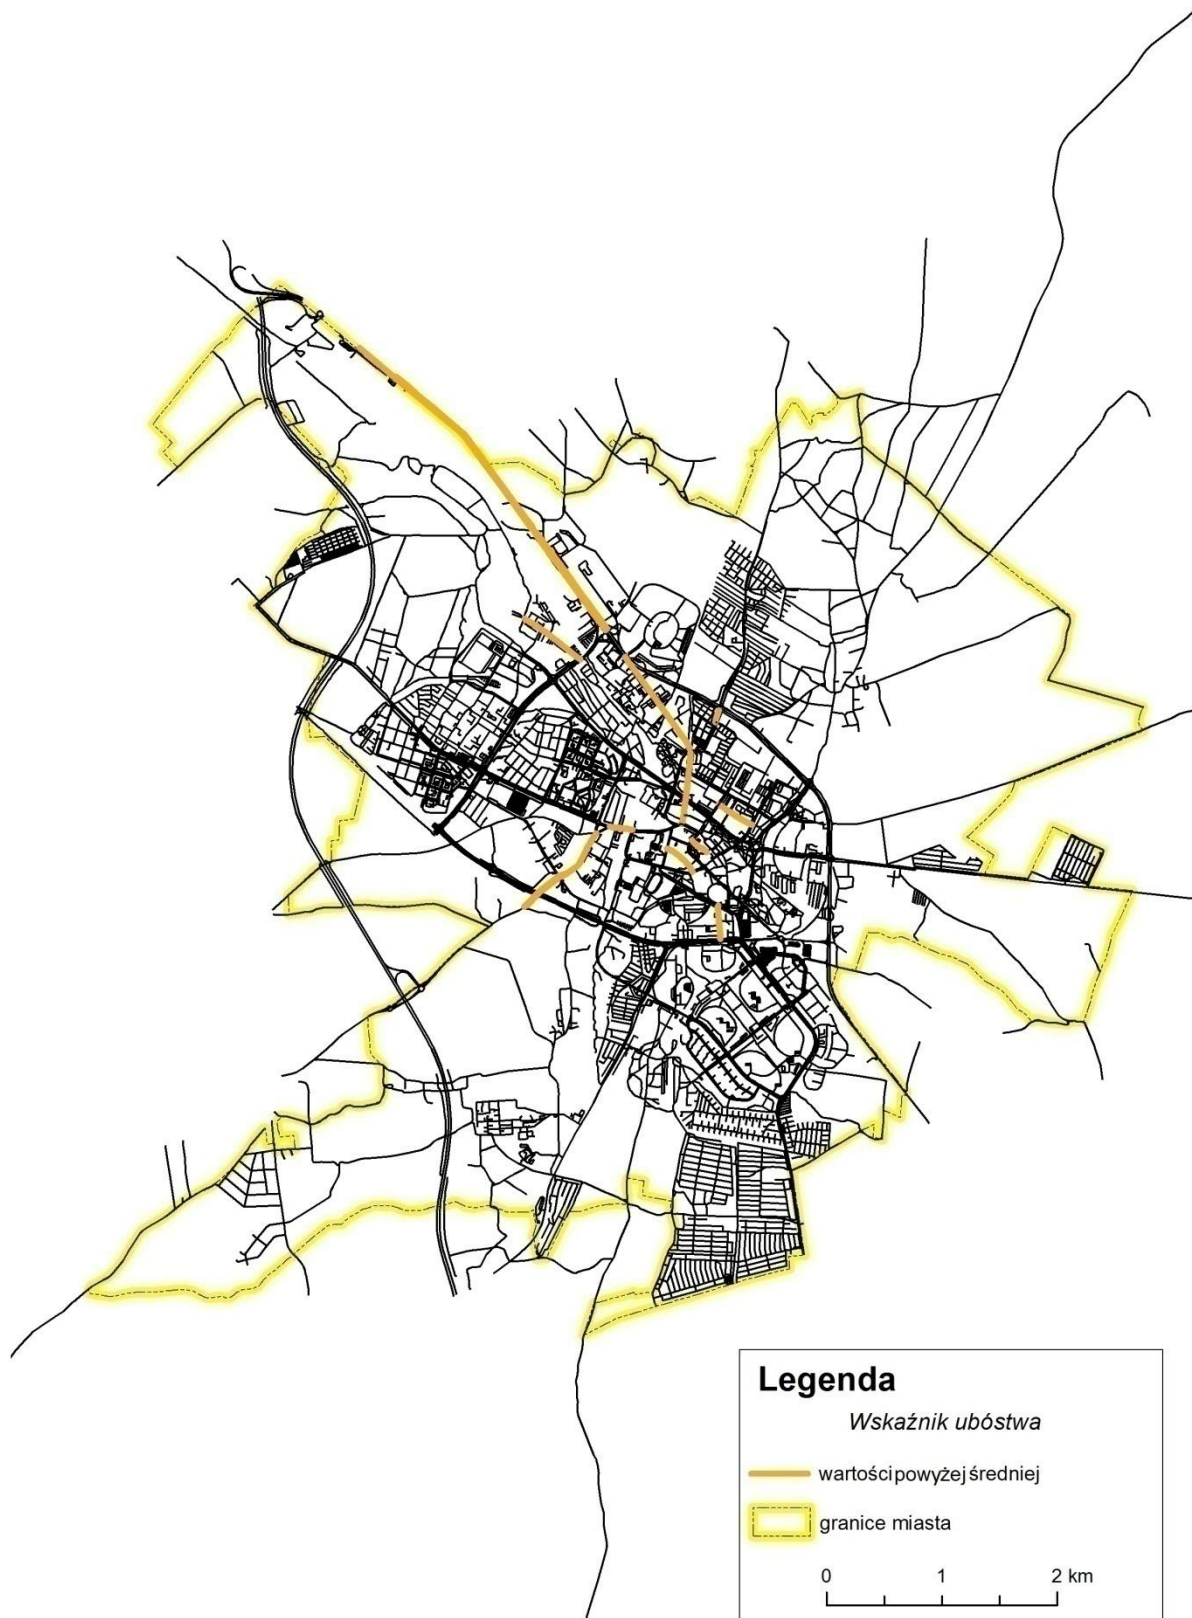 Legenda
Wskaźnik ubóstwa
wartości powyżej średniej
granice miasta
0 1 2 km